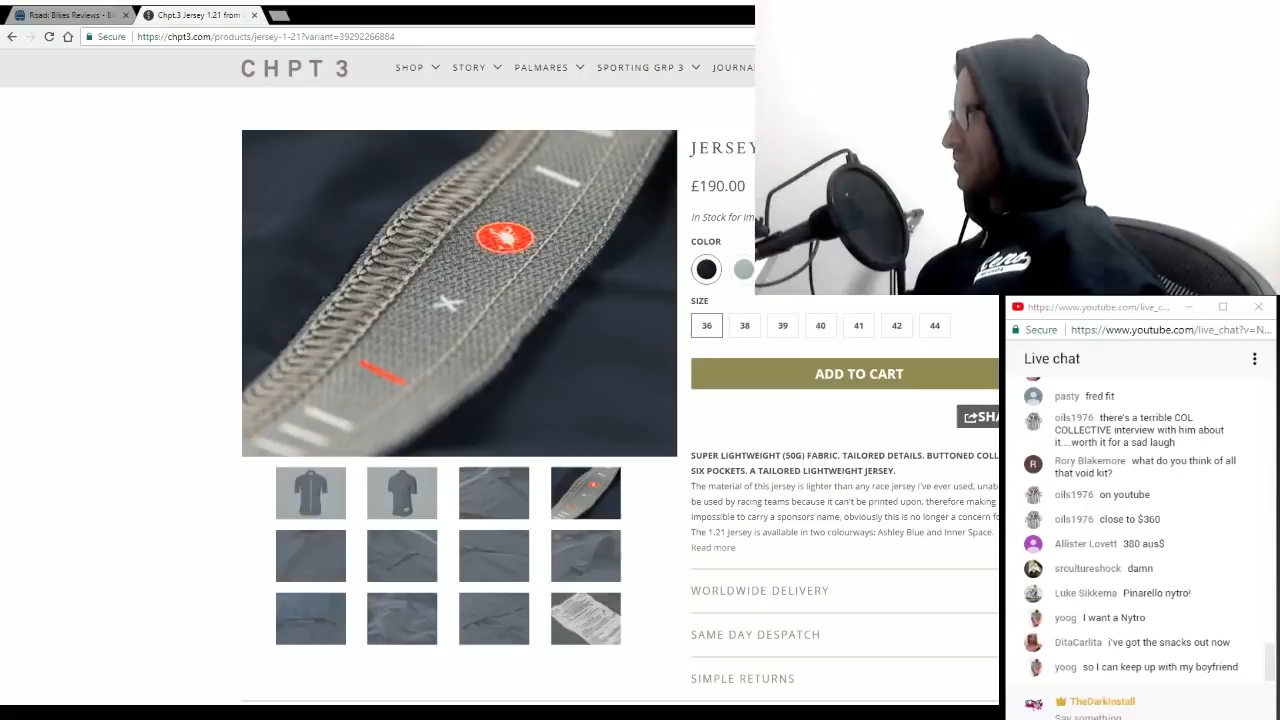 Road: Bikes Reviews - Bi
Chpt.3 Jersey 1.21 from
Secure
https://chpt3.com/products/jersey-1-21?variant=39292266884
CHPT 3
SHOP
STORY
PALMARES
SPORTING GRP 3
JOURNA
JERSEY
£190.00
In Stock for Im
COLOR
SIZE
36 38 39 40 41 42 44
ADD TO CART
SHA
SUPER LIGHTWEIGHT (50G) FABRIC. TAILORED DETAILS. BUTTONED COLL
SIX POCKETS. A TAILORED LIGHTWEIGHT JERSEY.
The material of this jersey is lighter than any race jersey I've ever used, unab
be used by racing teams because it can't be printed upon, therefore making
impossible to carry a sponsors name, obviously this is no longer a concern fo
The 1.21 Jersey is available in two colourways: Ashley Blue and Inner Space.
Read more
WORLDWIDE DELIVERY
SAME DAY DESPATCH
SIMPLE RETURNS
https://www.youtube.com/live_c...
Secure
https://www.youtube.com/live_chat?v=N...
Live chat
pasty fred fit
oils1976 there's a terrible COL
COLLECTIVE interview with him about
it....worth it for a sad laugh
Rory Blakemore what do you think of all
that void kit?
oils1976 on youtube
oils1976 close to $360
Allister Lovett 380 aus$
srcultureshock damn
Luke Sikkema Pinarello nytro!
yoog I want a Nytro
DitaCarlita i've got the snacks out now
yoog so I can keep up with my boyfriend
TheDarkInstall
Say something